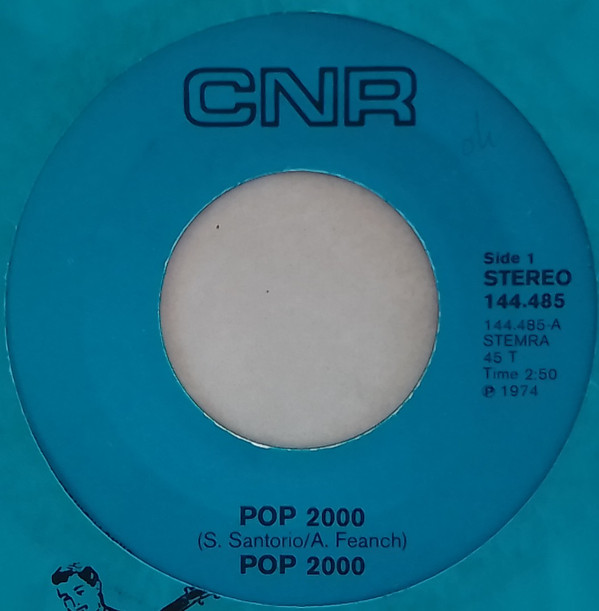 CNR
Side 1
STEREO
144.485
144.485-A
STEMRA
45 T
Time 2:50
℗ 1974
POP 2000
(S. Santorio/A. Feanch)
POP 2000